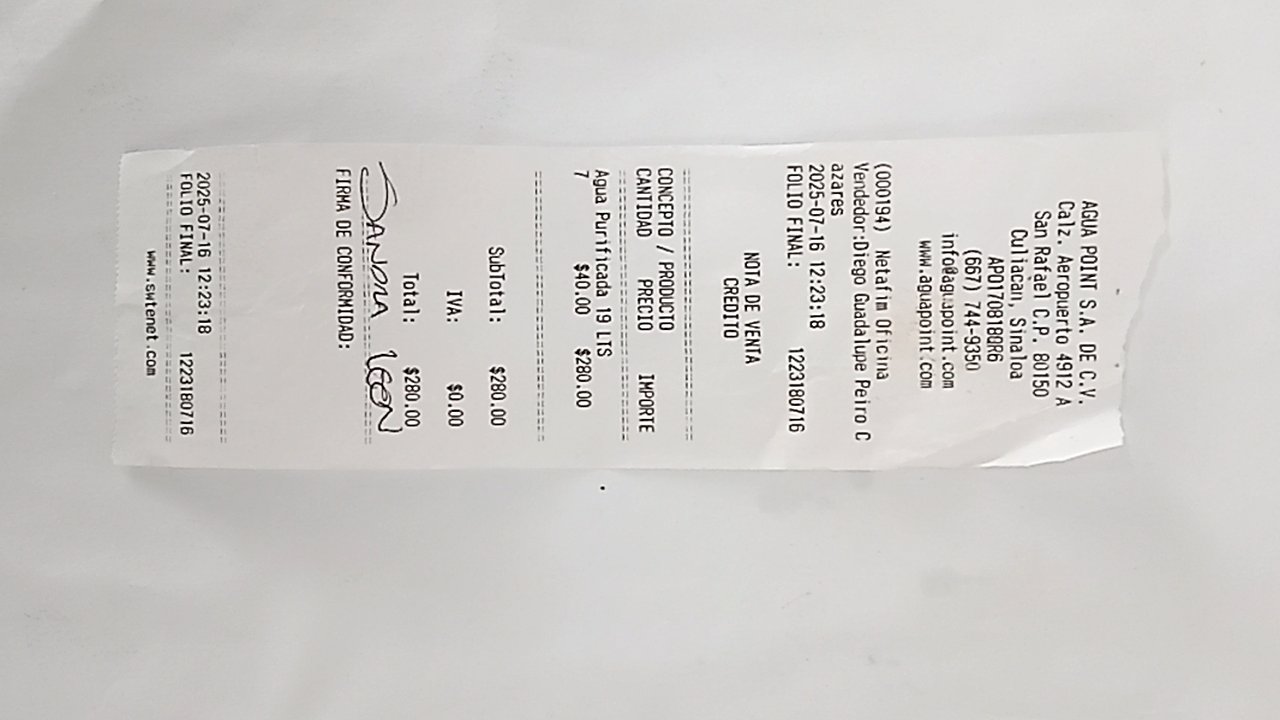 AGUA POINT S.A. DE C.V.
Calz. Aeropuerto 4912 A
San Rafael C.P. 80150
Culiacan, Sinaloa
APO170818QR6
(667) 744-9350
info@aguapoint.com
www.aguapoint.com
(000194) Netafim Oficina
Vendedor:Diego Guadalupe Peiro C
azares
2025-07-16 12:23:18
FOLIO FINAL: 1223180716
NOTA DE VENTA
CREDITO
CONCEPTO / PRODUCTO
CANTIDAD PRECIO IMPORTE
Agua Purificada 19 LTS
7 $40.00 $280.00
SubTotal: $280.00
IVA: $0.00
Total: $280.00
SANDRA LEON
FIRMA DE CONFORMIDAD:
2025-07-16 12:23:18
FOLIO FINAL: 1223180716
www.swtenet.com